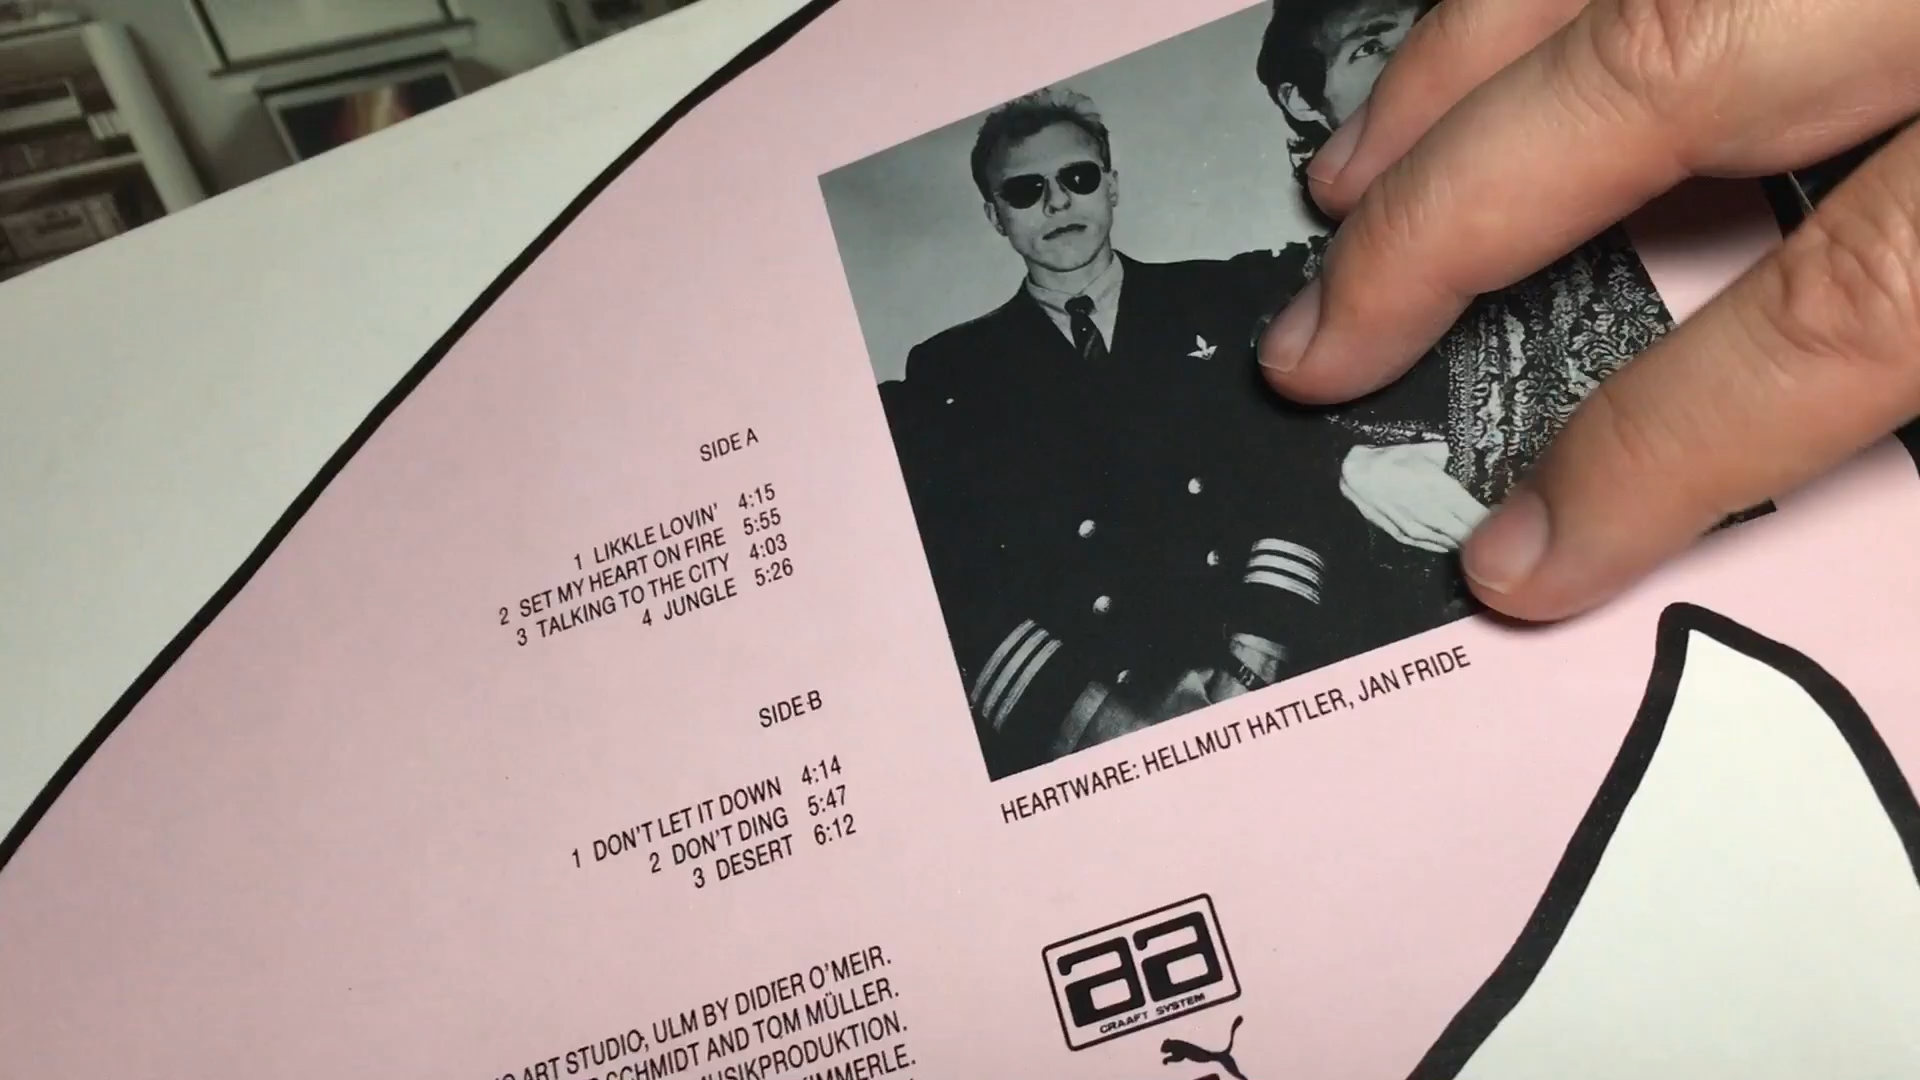 SIDE A
1 LIKKLE LOVIN' 4:15
2 SET MY HEART ON FIRE 5:55
3 TALKING TO THE CITY 4:03
4 JUNGLE 5:26
SIDE B
1 DON'T LET IT DOWN 4:14
2 DON'T DING 5:47
3 DESERT 6:12
HEARTWARE: HELLMUT HATTLER, JAN FRIDE
ART STUDIO, ULM BY DIDIER O'MEIR.
SCHMIDT AND TOM MÜLLER.
MUSIKPRODUKTION.
aa
CRAAFT SYSTEM